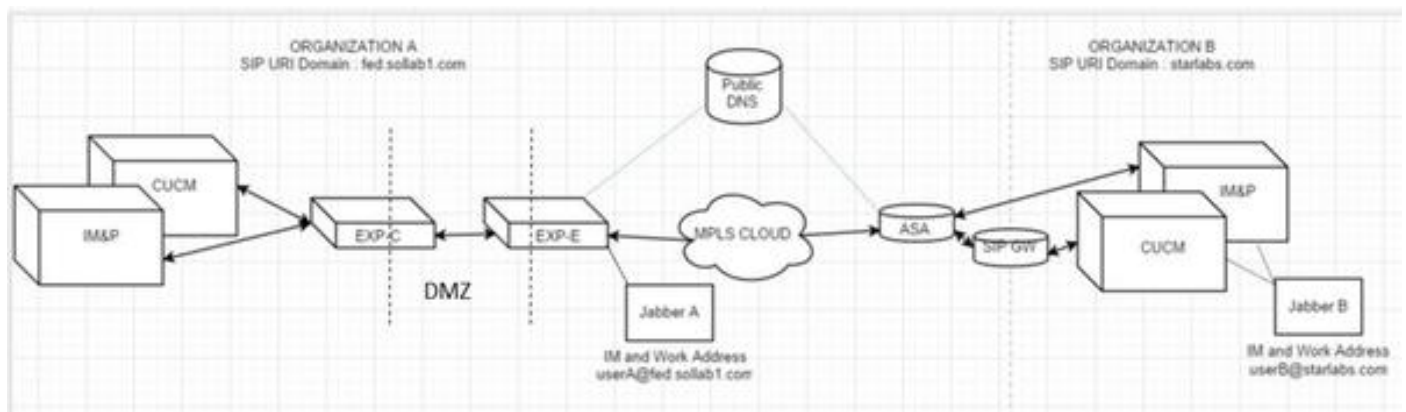 ORGANIZATION A
SIP URI Domain : fed.sollab1.com
ORGANIZATION B
SIP URI Domain : starlabs.com
Public
DNS
CUCM
IM&P
EXP-C
EXP-E
DMZ
MPLS CLOUD
ASA
SIP GW
IM&P
CUCM
Jabber A
IM and Work Address
userA@fed.sollab1.com
Jabber B
IM and Work Address
userB@starlabs.com